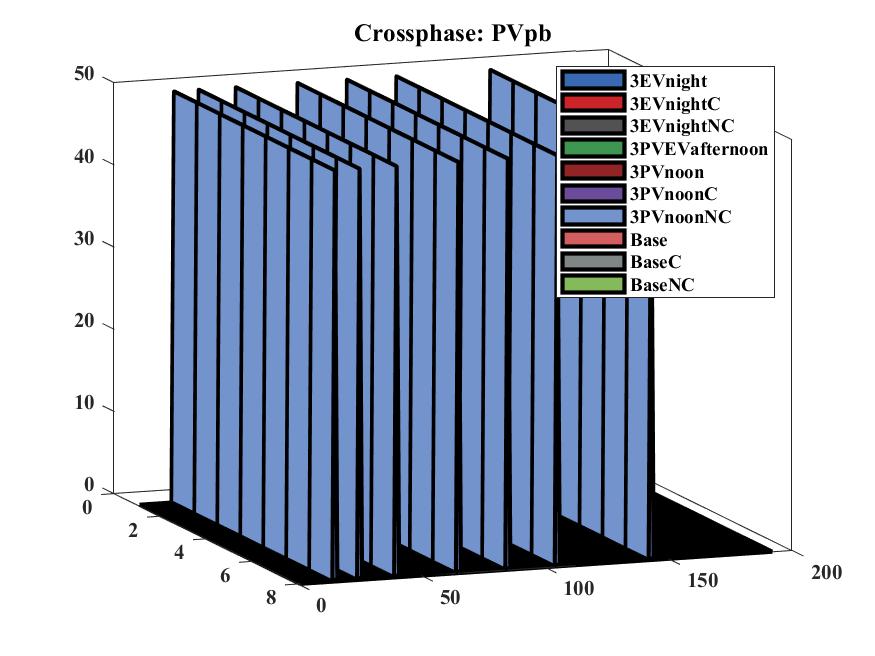 Crossphase: PVpb
50
40
30
20
10
0
0
2
4
6
8
0
50
100
150
200
3EVnight
3EVnightC
3EVnightNC
3PVEVafternoon
3PVnoon
3PVnoonC
3PVnoonNC
Base
BaseC
BaseNC